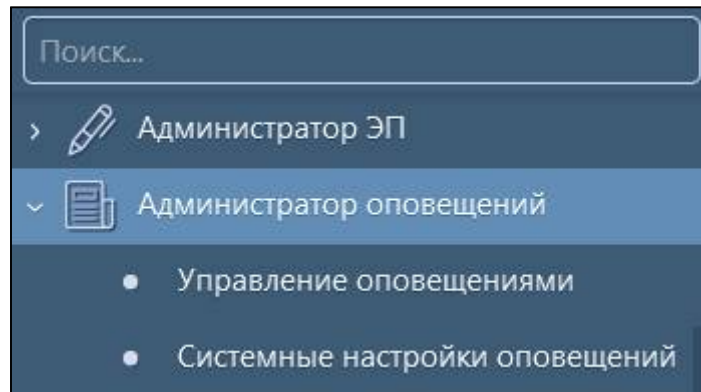 Поиск...
Администратор ЭП
Администратор оповещений
Управление оповещениями
Системные настройки оповещений